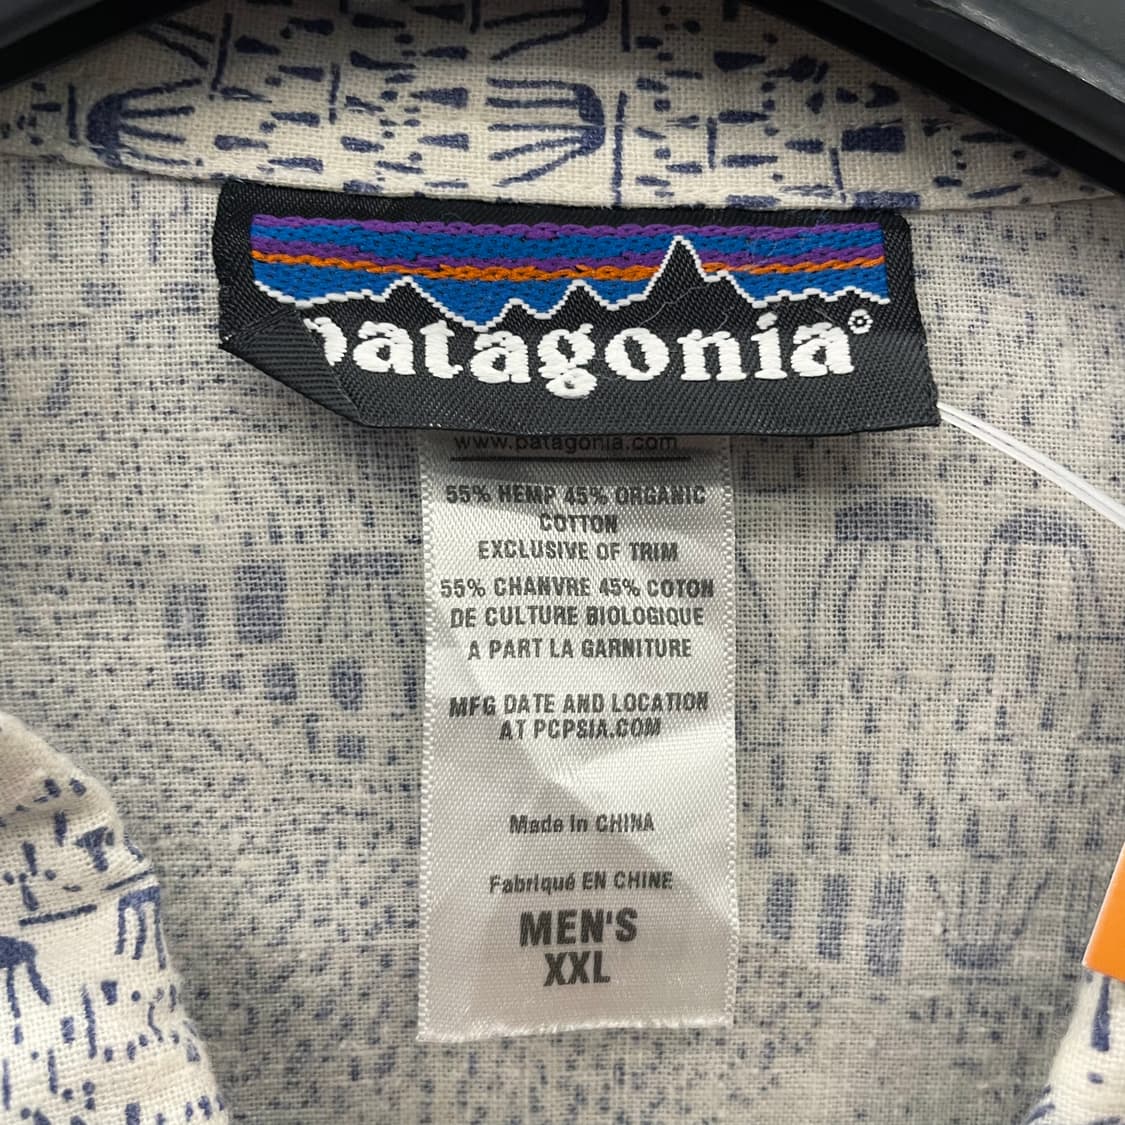 patagonia®
www.patagonia.com
55% HEMP 45% ORGANIC
COTTON
EXCLUSIVE OF TRIM
55% CHANVRE 45% COTON
DE CULTURE BIOLOGIQUE
A PART LA GARNITURE
MFG DATE AND LOCATION
AT PCPSIA.COM
Made in CHINA
Fabriqué EN CHINE
MEN'S
XXL